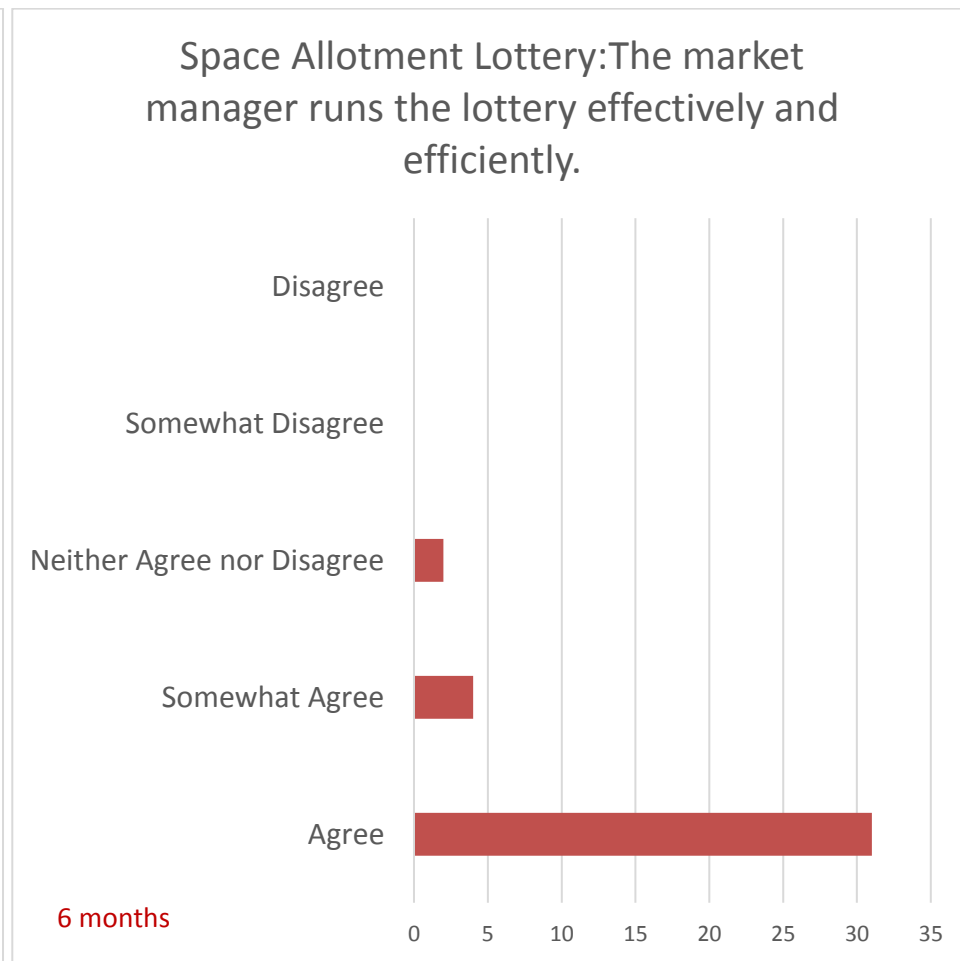 Space Allotment Lottery:The market
manager runs the lottery effectively and
efficiently.
Disagree
Somewhat Disagree
Neither Agree nor Disagree
Somewhat Agree
Agree
6 months
0 5 10 15 20 25 30 35